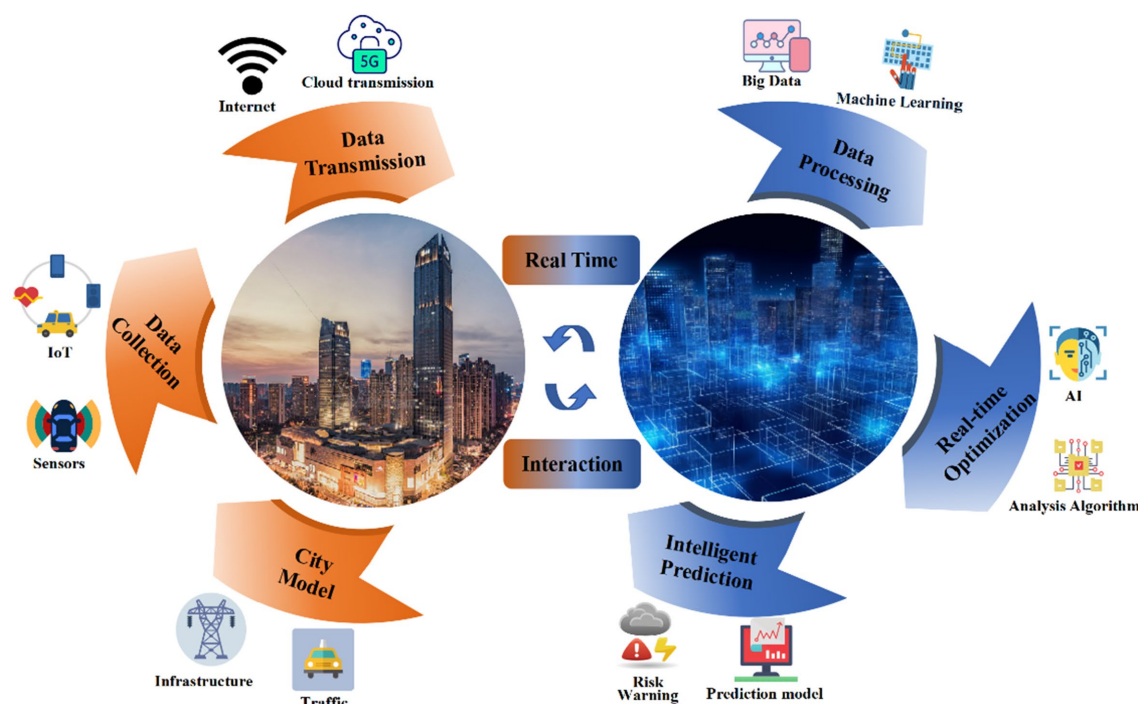 5G
Internet
Cloud transmission
Data
Transmission
Big Data
Machine Learning
Data
Processing
Real Time
Interaction
IoT
Sensors
Data
Collection
City
Model
Infrastructure
Traffic
AI
Analysis Algorithm
Real-time
Optimization
Intelligent
Prediction
Risk
Warning
Prediction model